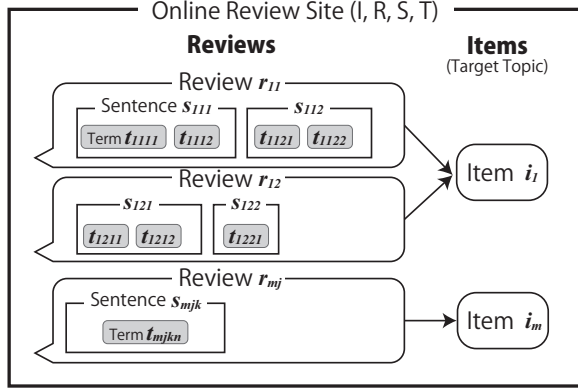 Online Review Site (I, R, S, T)
Reviews
Items
(Target Topic)
Review r11
Sentence s111
s112
Term t1111 t1112 t1121 t1122
Item i1
Review r12
s121
s122
t1211 t1212 t1221
Review rmj
Sentence smjk
Term tmjkn
Item im